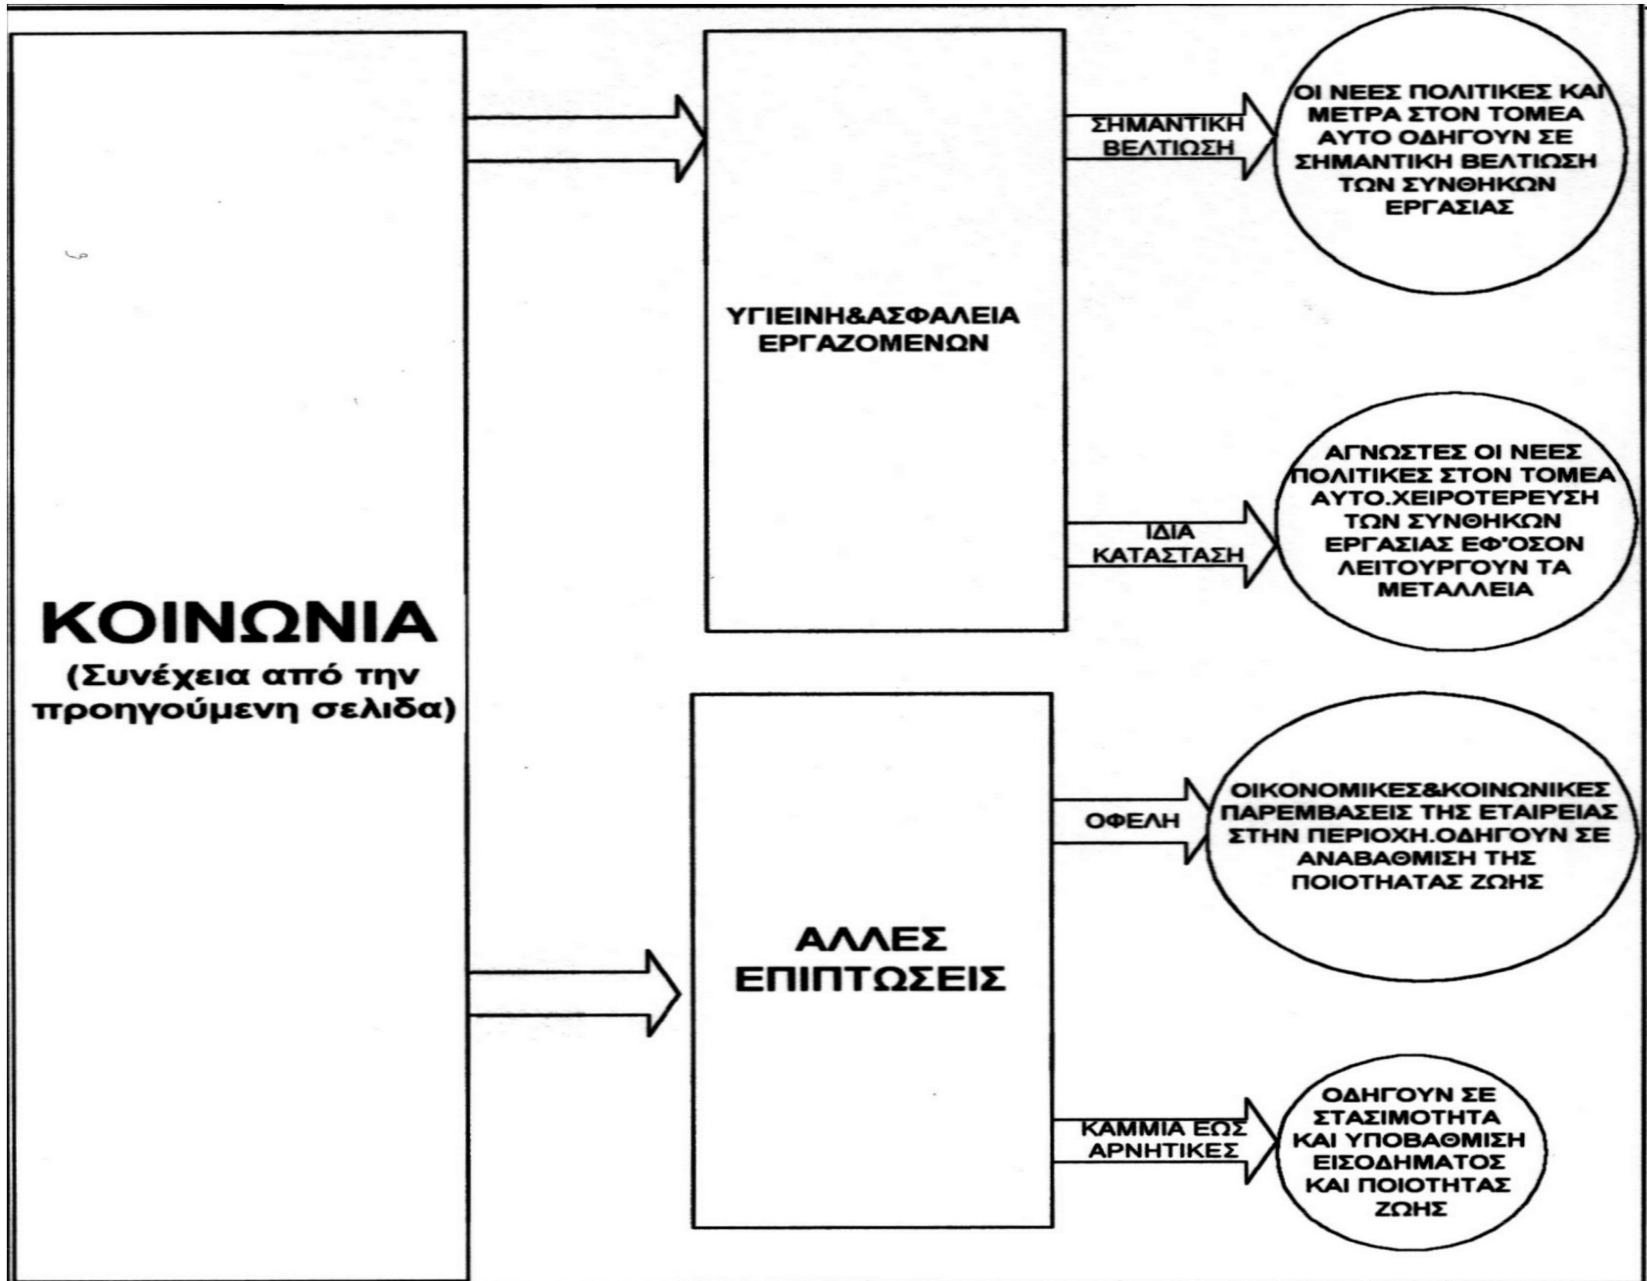 ΚΟΙΝΩΝΙΑ
(Συνέχεια από την
προηγούμενη σελιδα)
ΥΓΙΕΙΝΗ&ΑΣΦΑΛΕΙΑ
ΕΡΓΑΖΟΜΕΝΩΝ
ΣΗΜΑΝΤΙΚΗ
ΒΕΛΤΙΩΣΗ
ΟΙ ΝΕΕΣ ΠΟΛΙΤΙΚΕΣ ΚΑΙ
ΜΕΤΡΑ ΣΤΟΝ ΤΟΜΕΑ
ΑΥΤΟ ΟΔΗΓΟΥΝ ΣΕ
ΣΗΜΑΝΤΙΚΗ ΒΕΛΤΙΩΣΗ
ΤΩΝ ΣΥΝΘΗΚΩΝ
ΕΡΓΑΣΙΑΣ
ΙΔΙΑ
ΚΑΤΑΣΤΑΣΗ
ΑΓΝΩΣΤΕΣ ΟΙ ΝΕΕΣ
ΠΟΛΙΤΙΚΕΣ ΣΤΟΝ ΤΟΜΕΑ
ΑΥΤΟ.ΧΕΙΡΟΤΕΡΕΥΣΗ
ΤΩΝ ΣΥΝΘΗΚΩΝ
ΕΡΓΑΣΙΑΣ ΕΦ'ΟΣΟΝ
ΛΕΙΤΟΥΡΓΟΥΝ ΤΑ
ΜΕΤΑΛΛΕΙΑ
ΑΛΛΕΣ
ΕΠΙΠΤΩΣΕΙΣ
ΟΦΕΛΗ
ΟΙΚΟΝΟΜΙΚΕΣ&ΚΟΙΝΩΝΙΚΕΣ
ΠΑΡΕΜΒΑΣΕΙΣ ΤΗΣ ΕΤΑΙΡΕΙΑΣ
ΣΤΗΝ ΠΕΡΙΟΧΗ.ΟΔΗΓΟΥΝ ΣΕ
ΑΝΑΒΑΘΜΙΣΗ ΤΗΣ
ΠΟΙΟΤΗΑΤΑΣ ΖΩΗΣ
ΚΑΜΜΙΑ ΕΩΣ
ΑΡΝΗΤΙΚΕΣ
ΟΔΗΓΟΥΝ ΣΕ
ΣΤΑΣΙΜΟΤΗΤΑ
ΚΑΙ ΥΠΟΒΑΘΜΙΣΗ
ΕΙΣΟΔΗΜΑΤΟΣ
ΚΑΙ ΠΟΙΟΤΗΤΑΣ
ΖΩΗΣ